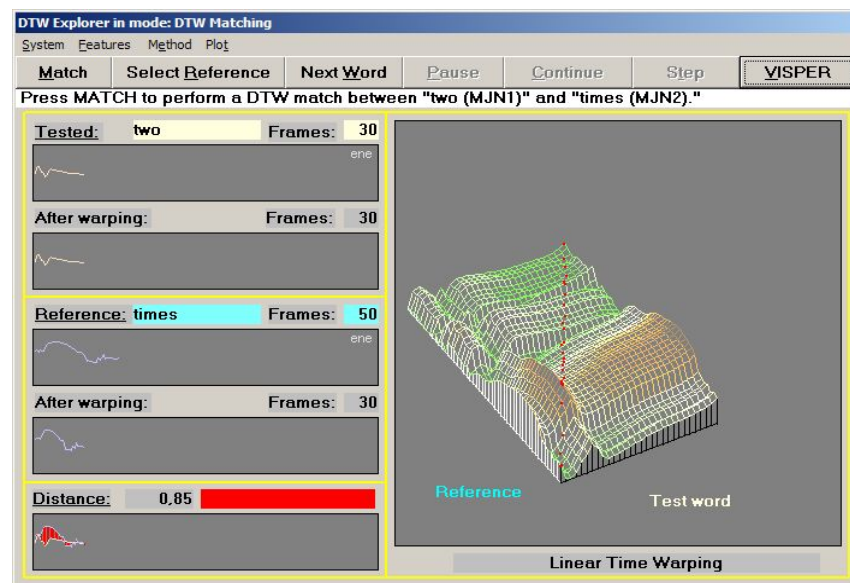 DTW Explorer in mode: DTW Matching
System Features Method Plot
Match Select Reference Next Word Pause Continue Step VISPER
Press MATCH to perform a DTW match between "two (MJN1)" and "times (MJN2)."
Tested: two Frames: 30
ene
After warping: Frames: 30
Reference: times Frames: 50
ene
After warping: Frames: 30
Distance: 0,85
Reference
Test word
Linear Time Warping